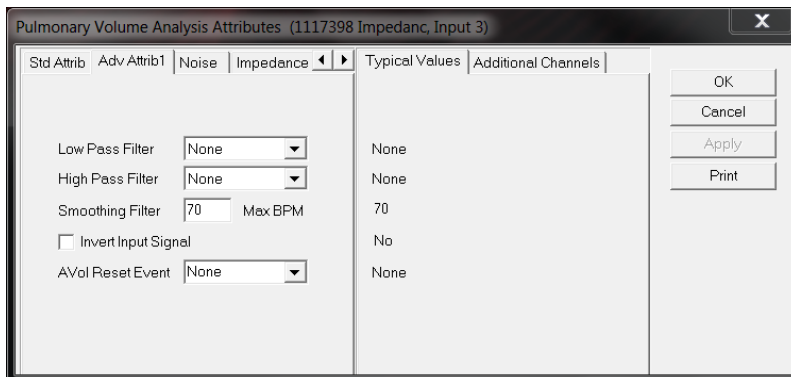 Pulmonary Volume Analysis Attributes (1117398 Impedanc, Input 3)
X
Std Attrib Adv Attrib1 Noise Impedance
Typical Values Additional Channels
OK
Cancel
Apply
Print
Low Pass Filter None None
High Pass Filter None None
Smoothing Filter 70 Max BPM 70
Invert Input Signal No
AVol Reset Event None None